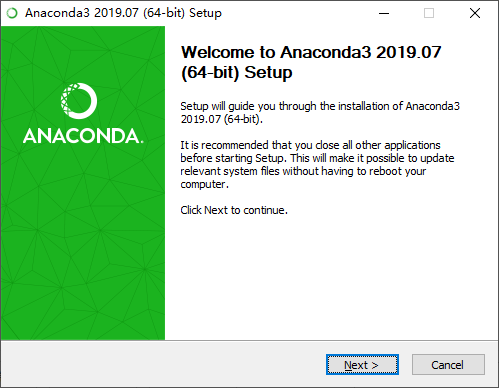 Anaconda3 2019.07 (64-bit) Setup
Welcome to Anaconda3 2019.07
(64-bit) Setup
Setup will guide you through the installation of Anaconda3
2019.07 (64-bit).
It is recommended that you close all other applications
before starting Setup. This will make it possible to update
relevant system files without having to reboot your
computer.
Click Next to continue.
ANACONDA.
Next >
Cancel